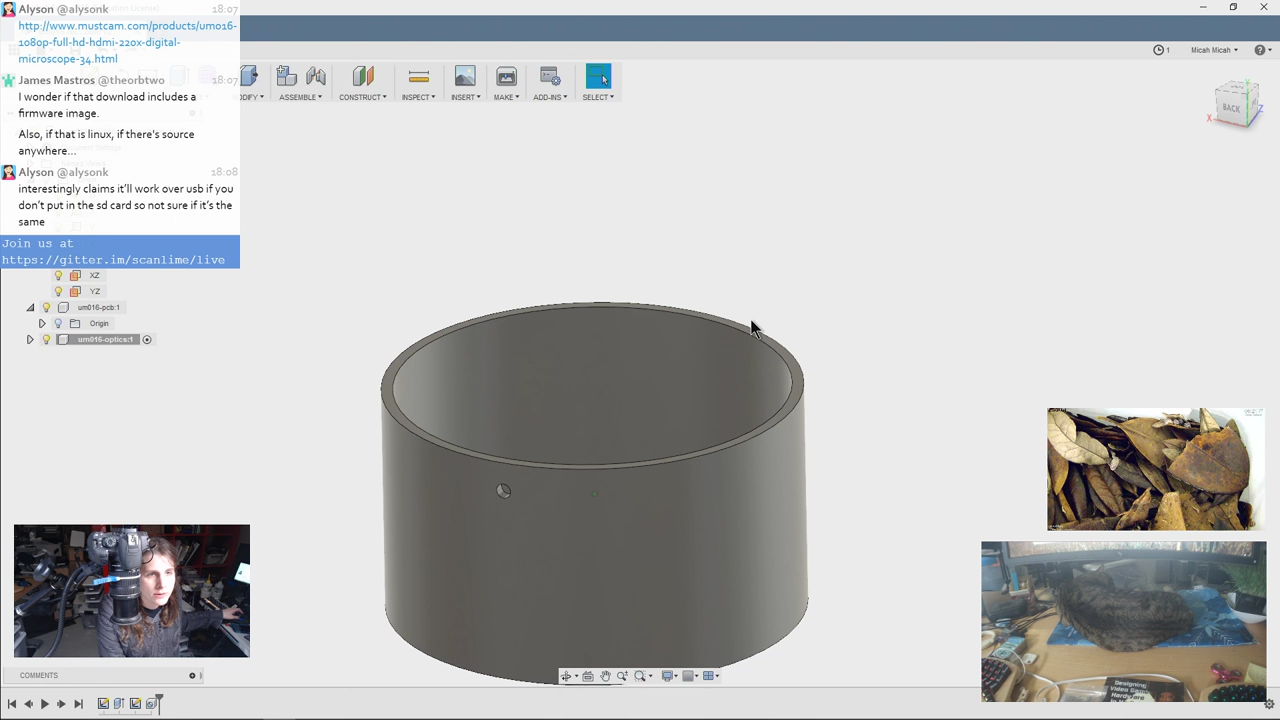 Alyson @alysonk 18:07
http://www.mustcam.com/products/um016-
1080p-full-hd-hdmi-220x-digital-
microscope-34.html
James Mastros @theorbtwo 18:07
I wonder if that download includes a
firmware image.
Also, if that is linux, if there's source
anywhere...
Alyson @alysonk 18:08
interestingly claims it'll work over usb if you
don't put in the sd card so not sure if it's the
same
Join us at
https://gitter.im/scanlime/live
1 Micah Micah
ASSEMBLE CONSTRUCT INSPECT INSERT MAKE ADD-INS SELECT
BACK
X
Z
XZ
YZ
um016-pcb:1
Origin
um016-optics:1
COMMENTS
Designing
Video Game
Hardware